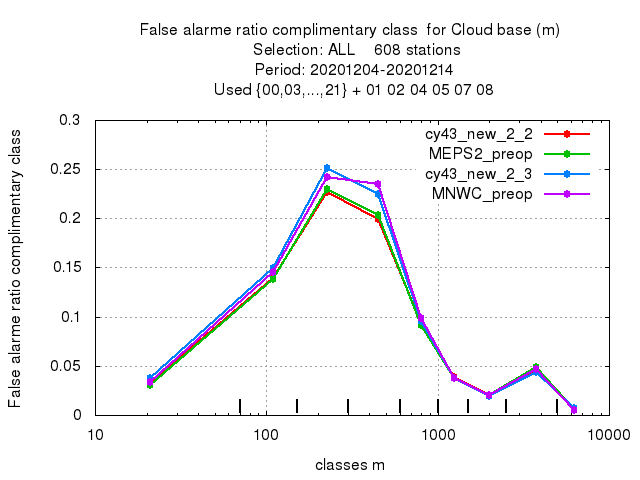 False alarme ratio complimentary class  for Cloud base (m)
Selection: ALL    608 stations
Period: 20201204-20201214
Used {00,03,...,21} + 01 02 04 05 07 08
cy43_new_2_2
MEPS2_preop
cy43_new_2_3
MNWC_preop
False alarme ratio complimentary class
0.3
0.25
0.2
0.15
0.1
0.05
0
10
100
1000
10000
classes m